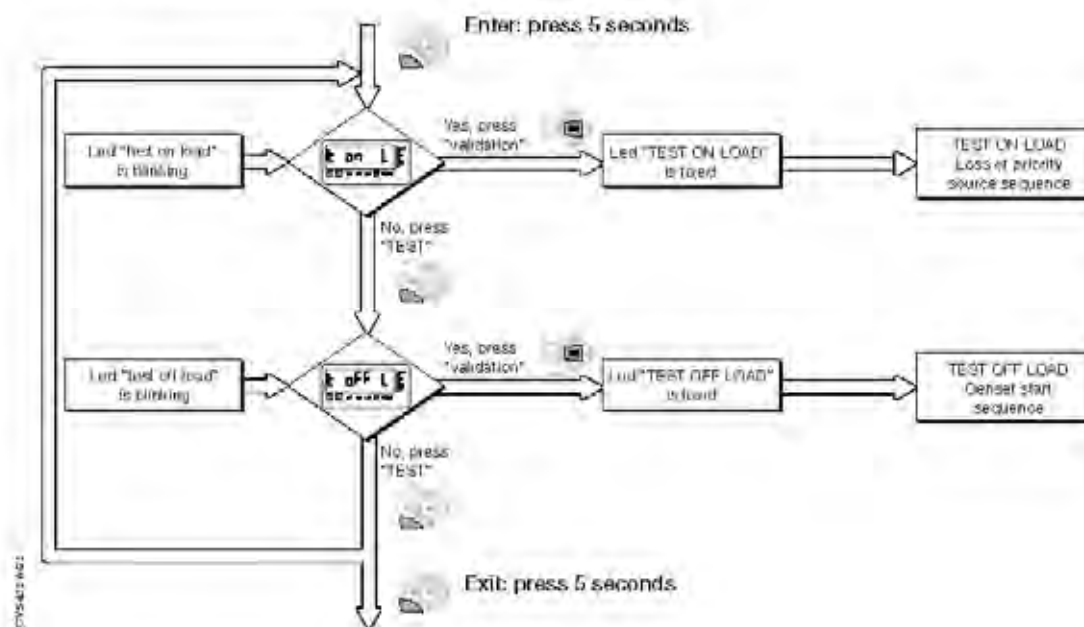 Enter: press 5 seconds
Led "test on load"
is blinking
Yes, press
"validation"
Led "TEST ON LOAD"
is fixed
TEST ON LOAD
Loss of priority
source sequence
No, press
"TEST"
Led "test off load"
is blinking
Yes, press
"validation"
Led "TEST OFF LOAD"
is fixed
TEST OFF LOAD
Genset start
sequence
No, press
"TEST"
Exit: press 5 seconds